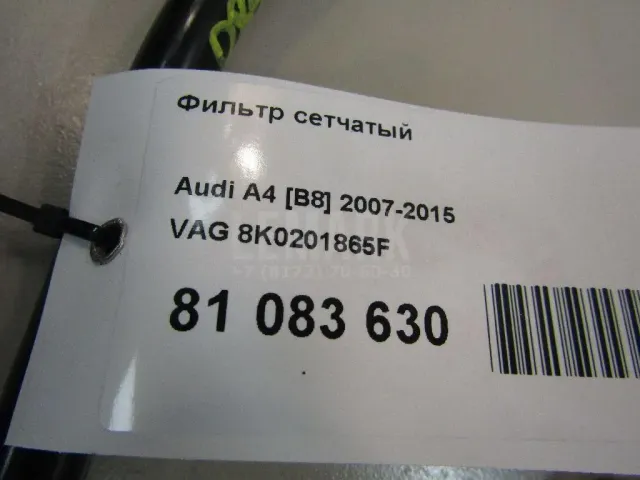 Фильтр сетчатый
Audi A4 [B8] 2007-2015
VAG 8K0201865F
81 083 630